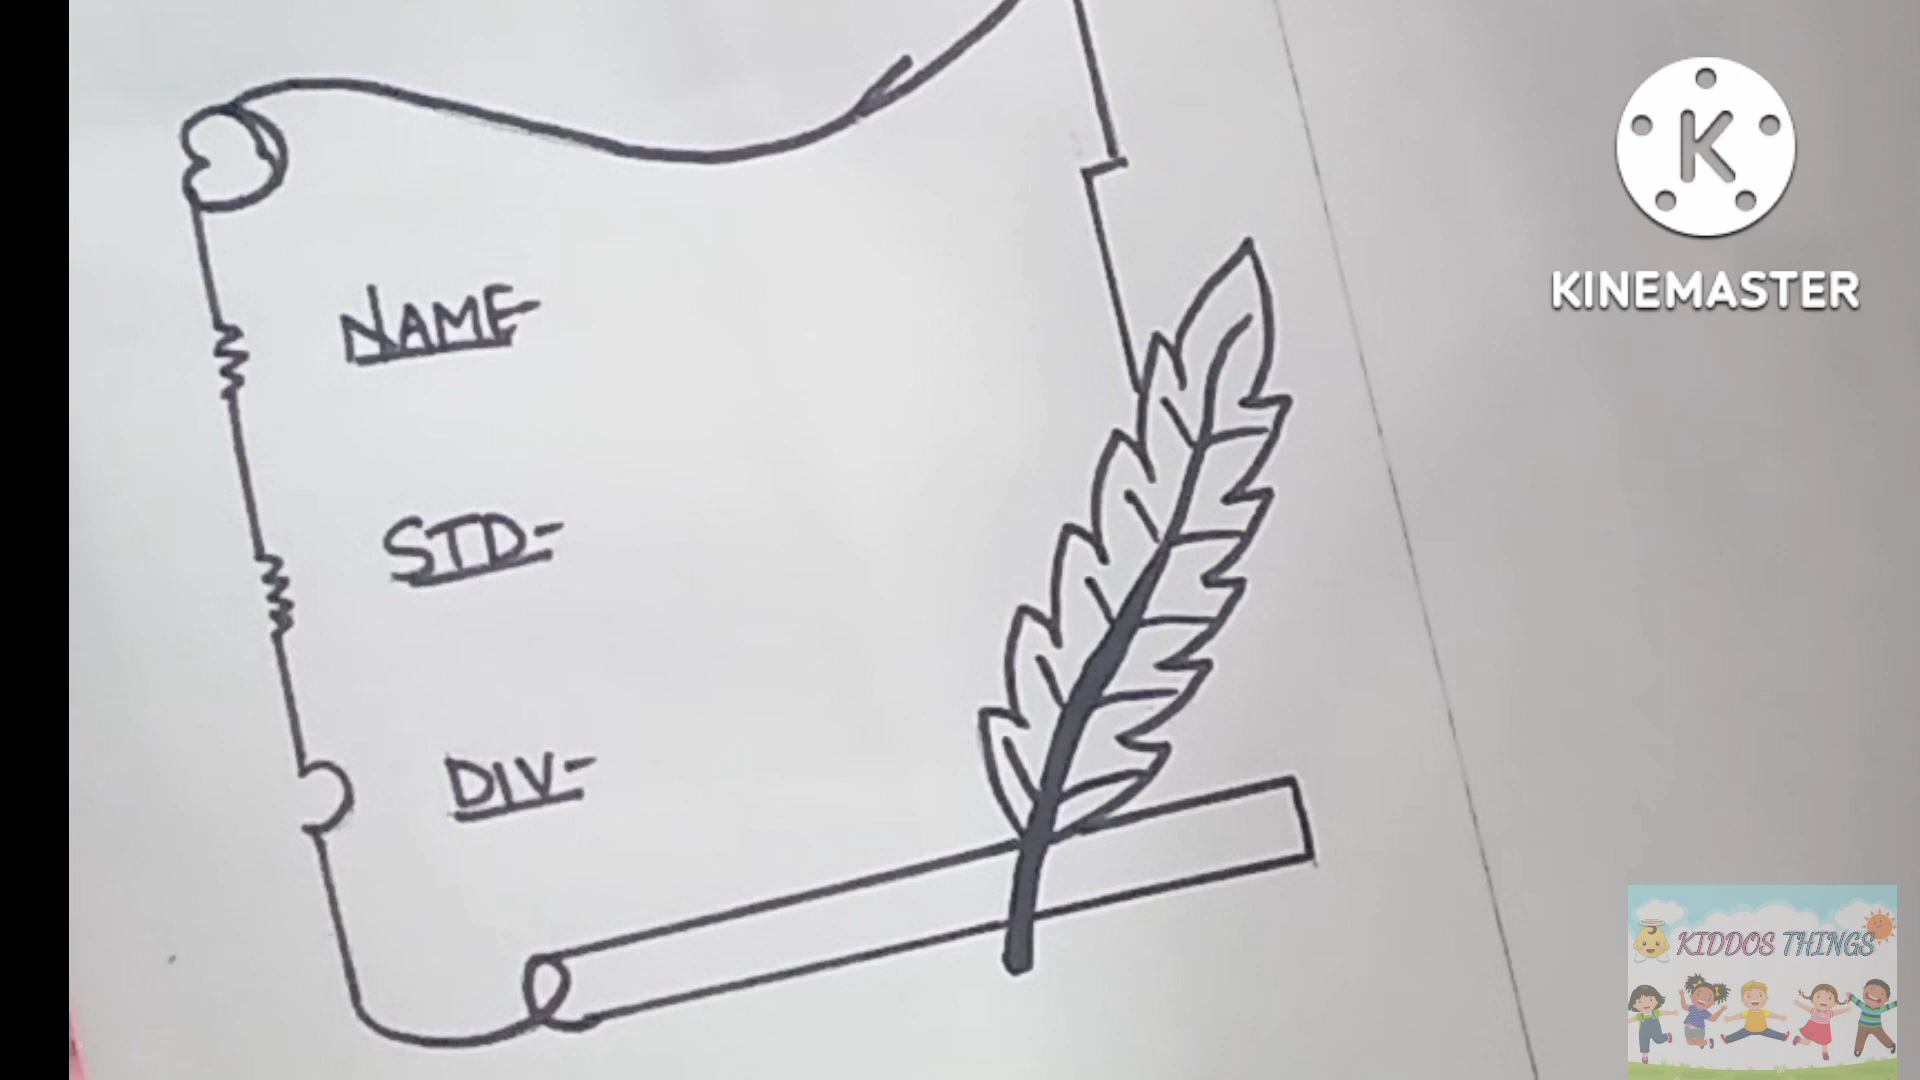 K
KINEMASTER
NAME-
STD-
DIV-
KIDDOS THINGS